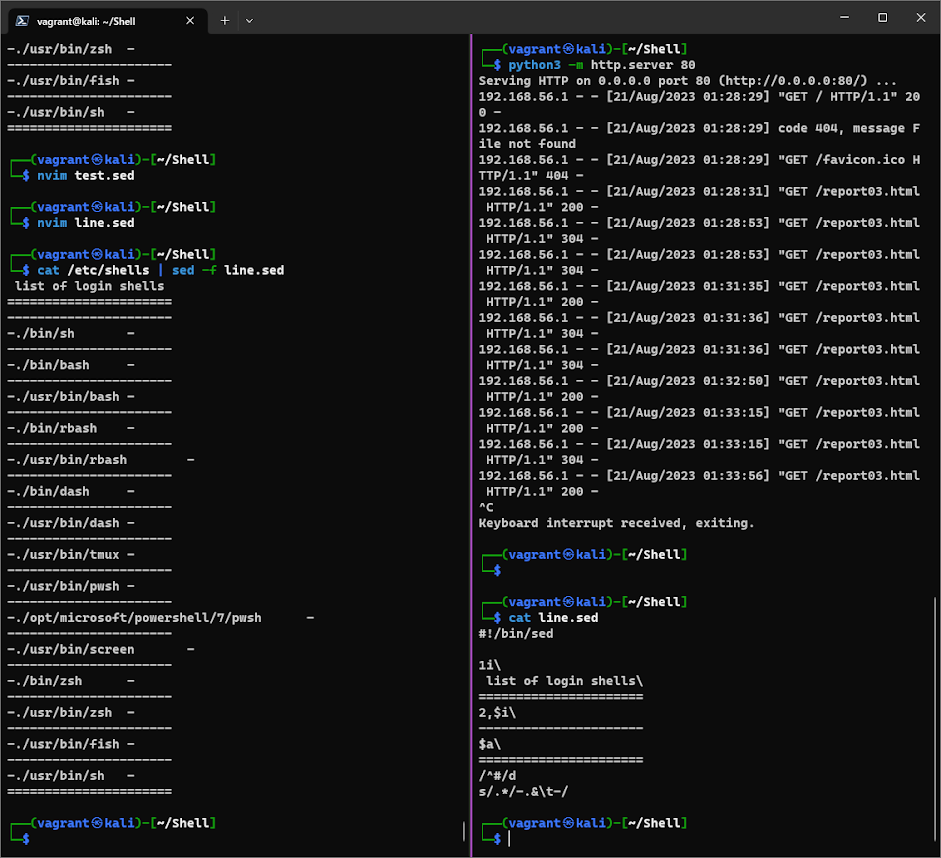 vagrant@kali: ~/Shell
-./usr/bin/zsh  -
----------------------
-./usr/bin/fish -
----------------------
-./usr/bin/sh   -
======================
┌──(vagrant㉿kali)-[~/Shell]
└─$ nvim test.sed
┌──(vagrant㉿kali)-[~/Shell]
└─$ nvim line.sed
┌──(vagrant㉿kali)-[~/Shell]
└─$ cat /etc/shells | sed -f line.sed
 list of login shells
======================
----------------------
-./bin/sh       -
----------------------
-./bin/bash     -
----------------------
-./usr/bin/bash -
----------------------
-./bin/rbash    -
----------------------
-./usr/bin/rbash        -
----------------------
-./bin/dash     -
----------------------
-./usr/bin/dash -
----------------------
-./usr/bin/tmux -
----------------------
-./usr/bin/pwsh -
----------------------
-./opt/microsoft/powershell/7/pwsh      -
----------------------
-./usr/bin/screen       -
----------------------
-./bin/zsh      -
----------------------
-./usr/bin/zsh  -
----------------------
-./usr/bin/fish -
----------------------
-./usr/bin/sh   -
======================
┌──(vagrant㉿kali)-[~/Shell]
└─$
┌──(vagrant㉿kali)-[~/Shell]
└─$ python3 -m http.server 80
Serving HTTP on 0.0.0.0 port 80 (http://0.0.0.0:80/) ...
192.168.56.1 - - [21/Aug/2023 01:28:29] "GET / HTTP/1.1" 20
0 -
192.168.56.1 - - [21/Aug/2023 01:28:29] code 404, message F
ile not found
192.168.56.1 - - [21/Aug/2023 01:28:29] "GET /favicon.ico H
TTP/1.1" 404 -
192.168.56.1 - - [21/Aug/2023 01:28:31] "GET /report03.html
 HTTP/1.1" 200 -
192.168.56.1 - - [21/Aug/2023 01:28:53] "GET /report03.html
 HTTP/1.1" 304 -
192.168.56.1 - - [21/Aug/2023 01:28:53] "GET /report03.html
 HTTP/1.1" 304 -
192.168.56.1 - - [21/Aug/2023 01:31:35] "GET /report03.html
 HTTP/1.1" 200 -
192.168.56.1 - - [21/Aug/2023 01:31:36] "GET /report03.html
 HTTP/1.1" 304 -
192.168.56.1 - - [21/Aug/2023 01:31:36] "GET /report03.html
 HTTP/1.1" 304 -
192.168.56.1 - - [21/Aug/2023 01:32:50] "GET /report03.html
 HTTP/1.1" 200 -
192.168.56.1 - - [21/Aug/2023 01:33:15] "GET /report03.html
 HTTP/1.1" 200 -
192.168.56.1 - - [21/Aug/2023 01:33:15] "GET /report03.html
 HTTP/1.1" 304 -
192.168.56.1 - - [21/Aug/2023 01:33:56] "GET /report03.html
 HTTP/1.1" 200 -
^C
Keyboard interrupt received, exiting.
┌──(vagrant㉿kali)-[~/Shell]
└─$
┌──(vagrant㉿kali)-[~/Shell]
└─$ cat line.sed
#!/bin/sed
1i\
 list of login shells\
======================
2,$i\
----------------------
$a\
======================
/^#/d
s/.*/-.&\t-/
┌──(vagrant㉿kali)-[~/Shell]
└─$